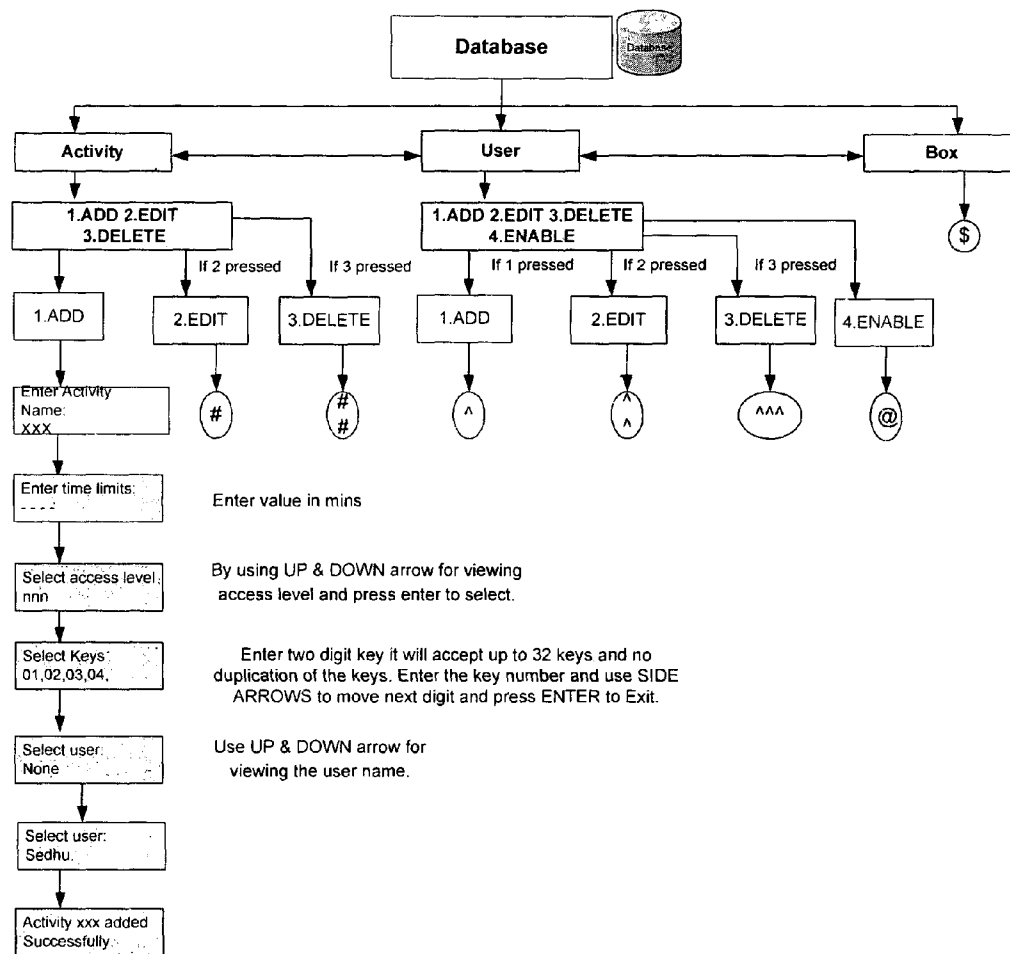 Database
Database
Activity
User
Box
1.ADD 2.EDIT
3.DELETE
1.ADD 2.EDIT 3.DELETE
4.ENABLE
$
If 2 pressed
If 3 pressed
If 1 pressed
If 2 pressed
If 3 pressed
1.ADD
2.EDIT
3.DELETE
1.ADD
2.EDIT
3.DELETE
4.ENABLE
Enter Activity
Name:
XXX
#
#
#
^
^
^
^^^
@
Enter time limits:
- - - -
Enter value in mins
Select access level
nnn
By using UP & DOWN arrow for viewing
access level and press enter to select.
Select Keys
01,02,03,04,
Enter two digit key it will accept up to 32 keys and no
duplication of the keys. Enter the key number and use SIDE
ARROWS to move next digit and press ENTER to Exit.
Select user:
None
Use UP & DOWN arrow for
viewing the user name.
Select user:
Sedhu.
Activity xxx added
Successfully.